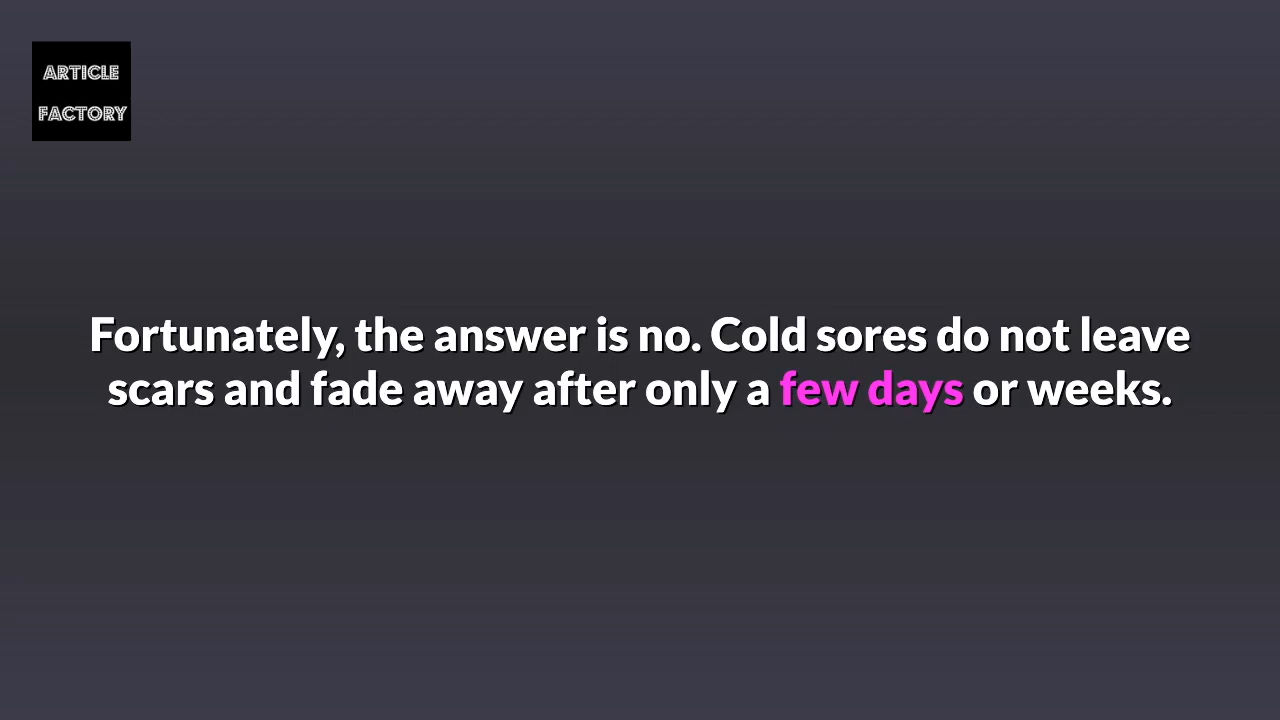 ARTICLE
FACTORY
Fortunately, the answer is no. Cold sores do not leave
scars and fade away after only a few days or weeks.